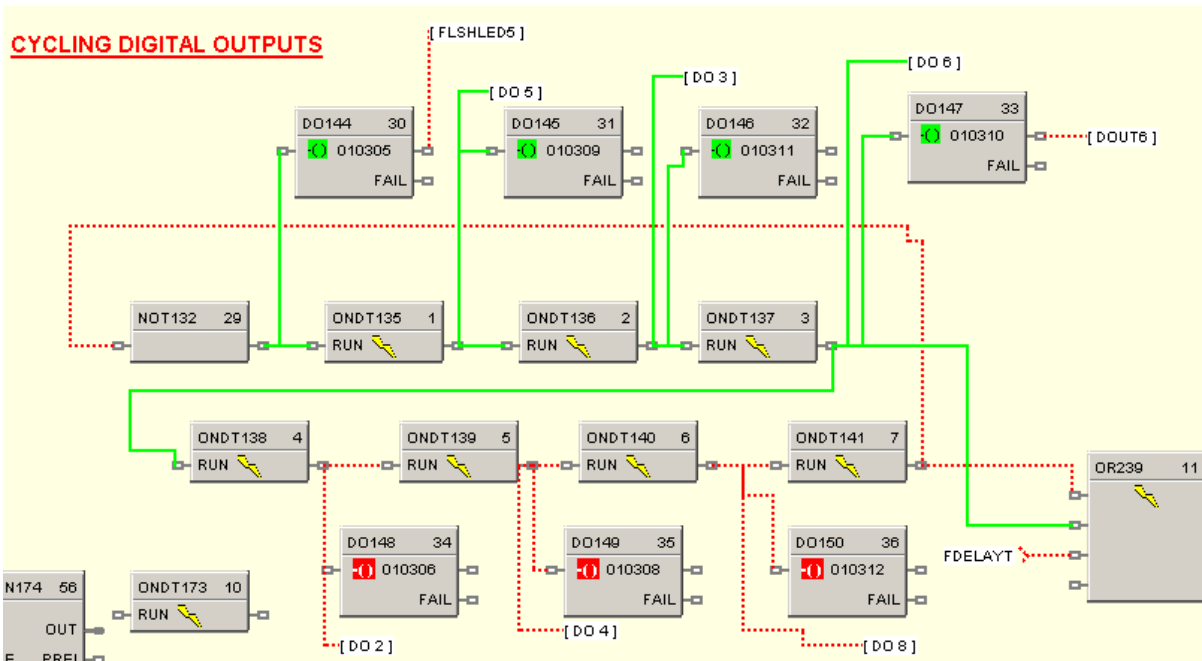 [ FLSHLED5 ]
CYCLING DIGITAL OUTPUTS
[ DO 6 ]
[ DO 3 ]
[ DO 5 ]
DO144 30
010305
FAIL
DO145 31
010309
FAIL
DO146 32
010311
FAIL
DO147 33
010310
FAIL
[ DOUT6 ]
NOT132 29
ONDT135 1
RUN
ONDT136 2
RUN
ONDT137 3
RUN
ONDT138 4
RUN
ONDT139 5
RUN
ONDT140 6
RUN
ONDT141 7
RUN
OR239 11
DO148 34
010306
FAIL
DO149 35
010308
FAIL
DO150 36
010312
FAIL
FDELAYT
N174 56
OUT
E PREL
ONDT173 10
RUN
[ DO 2 ]
[ DO 4 ]
[ DO 8 ]